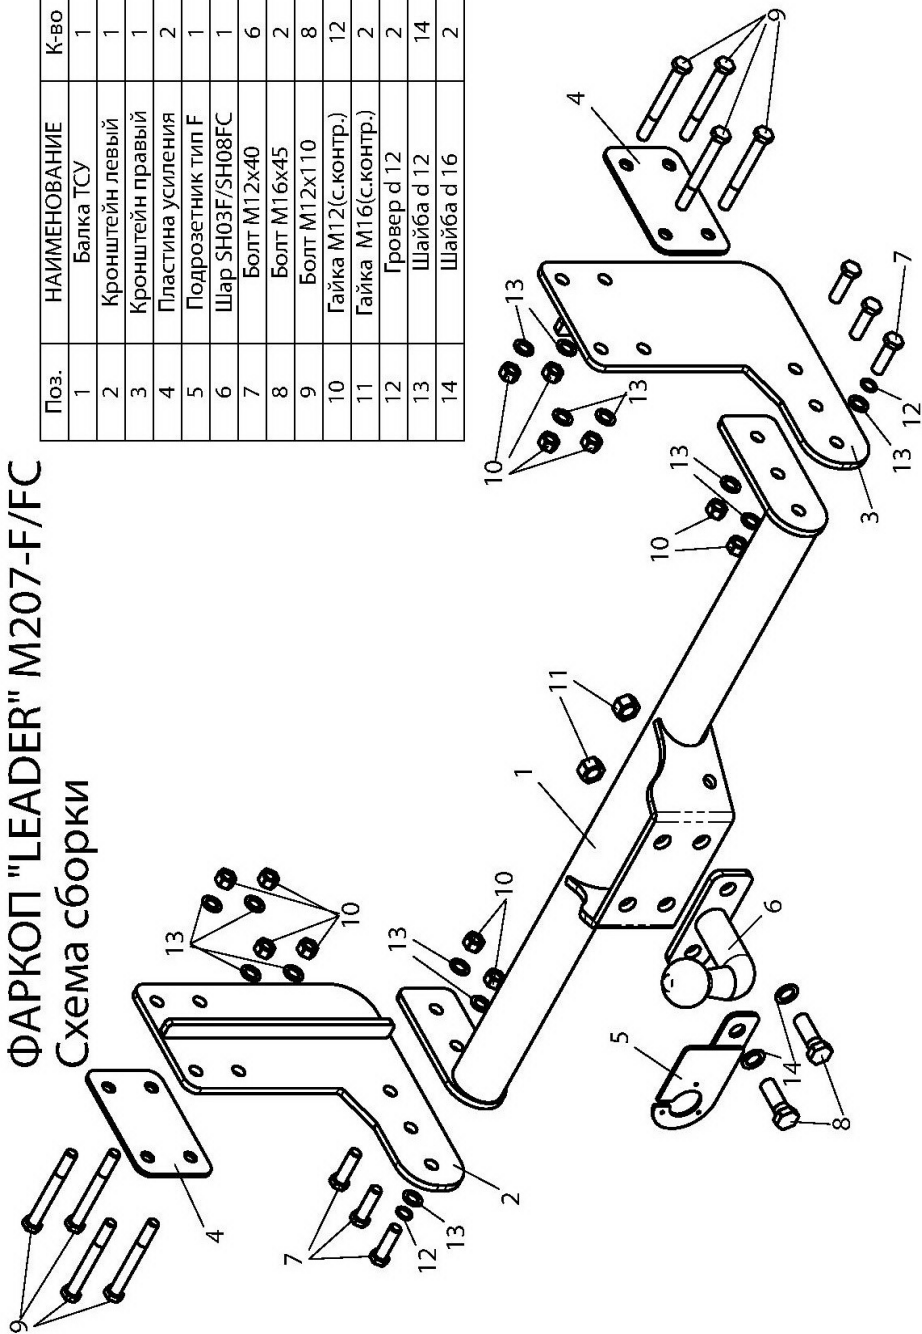 ФАРКОП "LEADER" M207-F/FC
Схема сборки
Поз. НАИМЕНОВАНИЕ К-во
1 Балка ТСУ 1
2 Кронштейн левый 1
3 Кронштейн правый 1
4 Пластина усиления 2
5 Подрозетник тип F 1
6 Шар SH03F/SH08FC 1
7 Болт М12х40 6
8 Болт М16х45 2
9 Болт М12х110 8
10 Гайка М12(с.контр.) 12
11 Гайка М16(с.контр.) 2
12 Гровер d 12 2
13 Шайба d 12 14
14 Шайба d 16 2
9
4
7
12
13
2
13
10
13
10
5
14
8
6
1
11
10
13
3
13
12
7
10
13
13
4
9